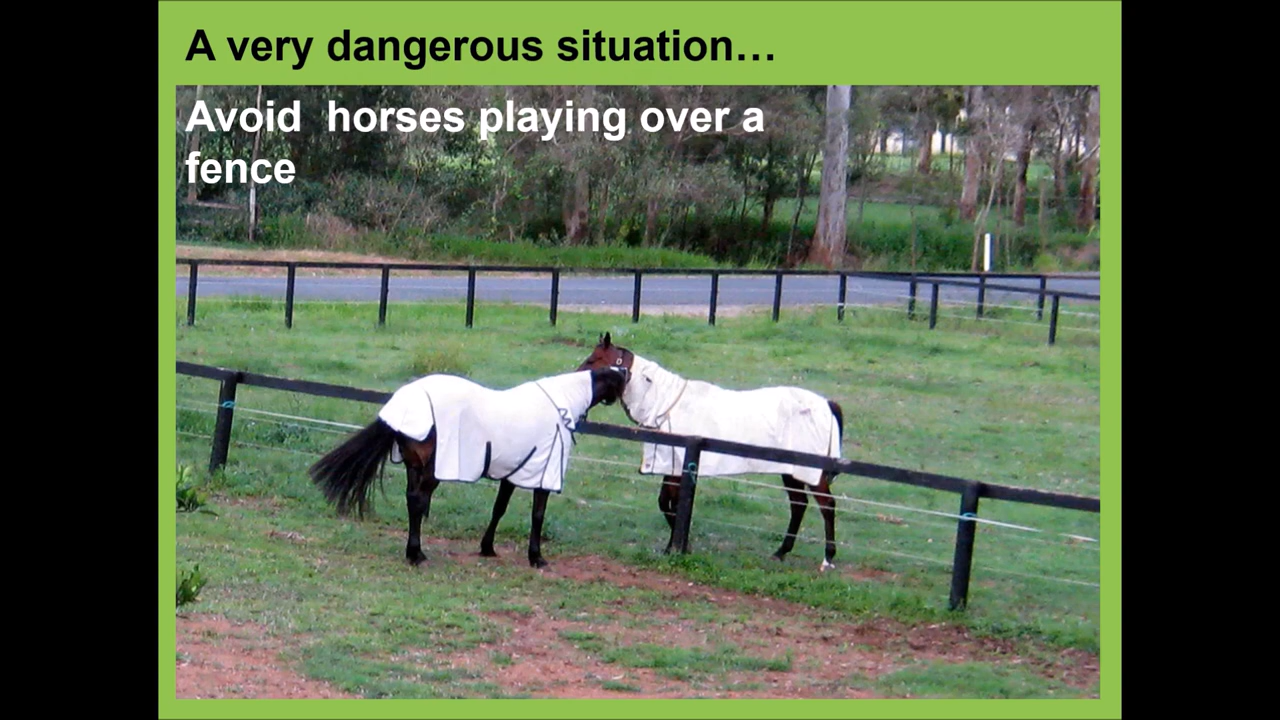 A very dangerous situation…
Avoid  horses playing over a
fence